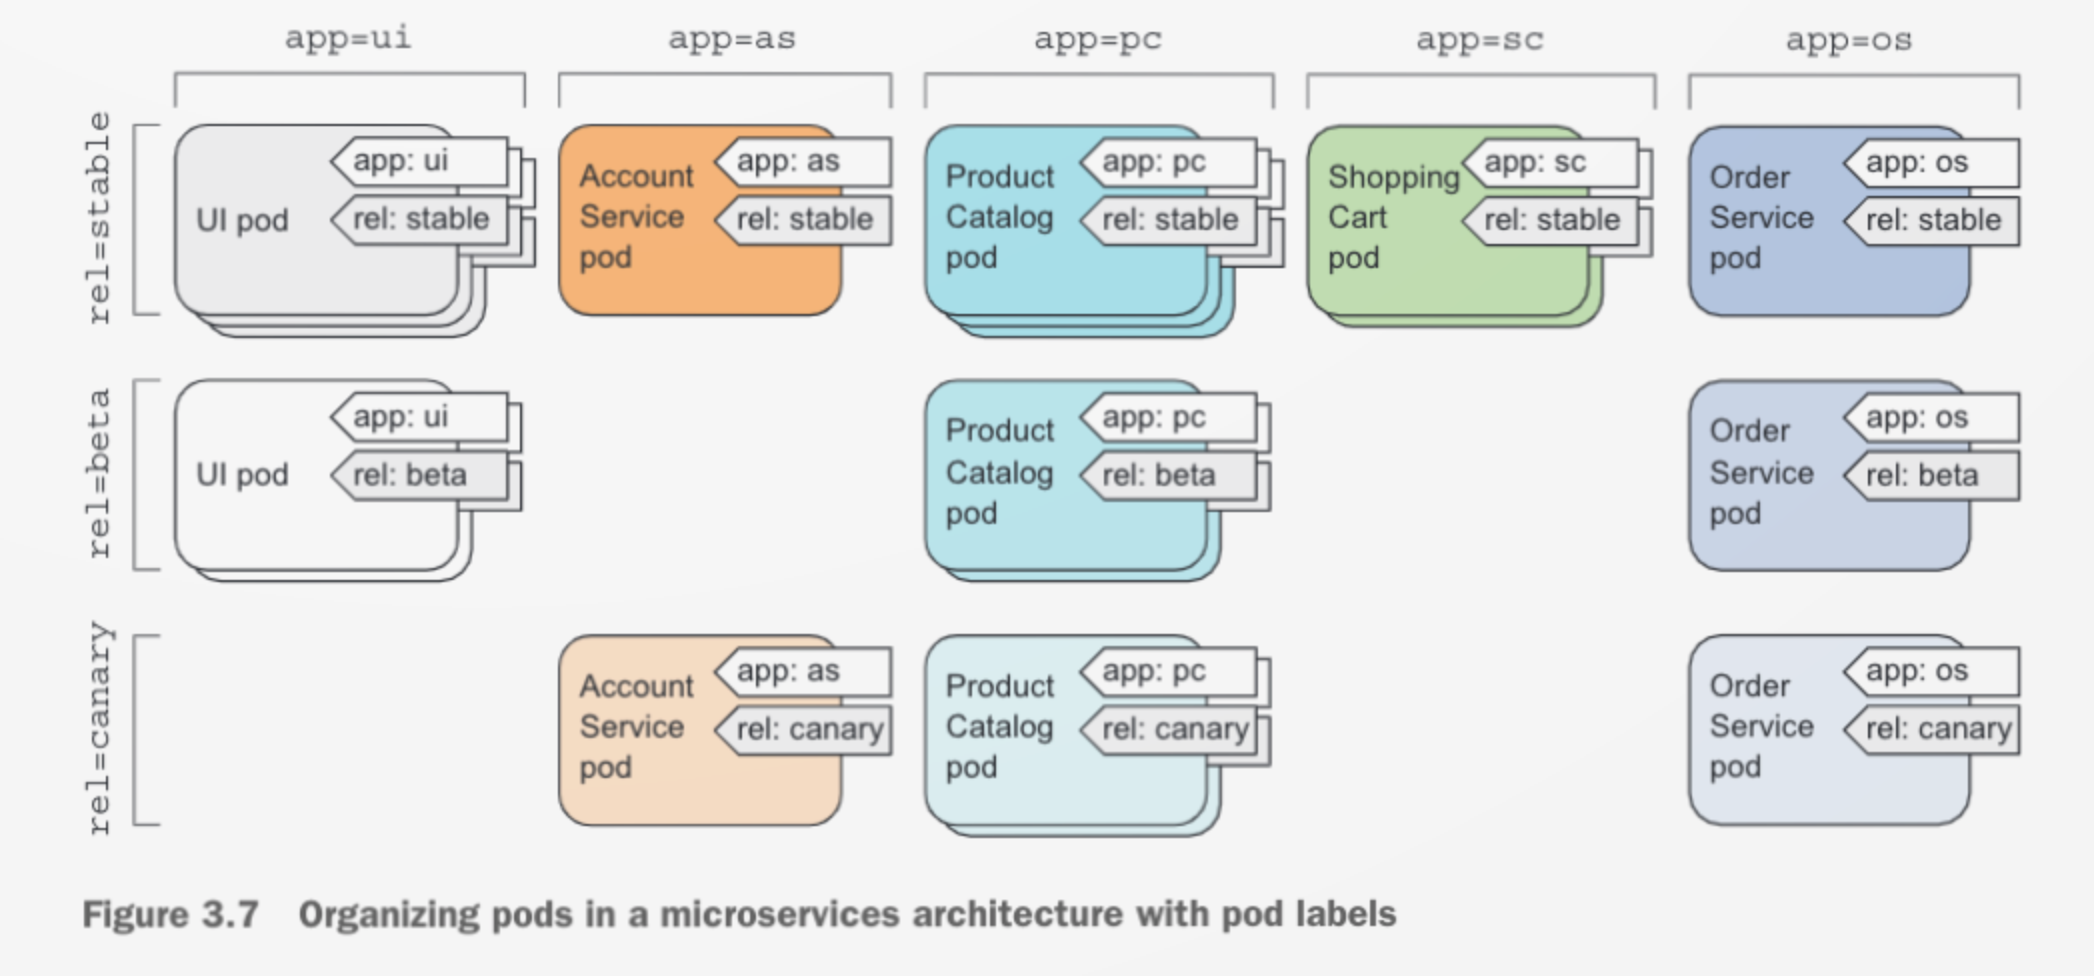 app=ui
app=as
app=pc
app=sc
app=os
rel=stable
UI pod
app: ui
rel: stable
Account
Service
pod
app: as
rel: stable
Product
Catalog
pod
app: pc
rel: stable
Shopping
Cart
pod
app: sc
rel: stable
Order
Service
pod
app: os
rel: stable
rel=beta
UI pod
app: ui
rel: beta
Product
Catalog
pod
app: pc
rel: beta
Order
Service
pod
app: os
rel: beta
rel=canary
Account
Service
pod
app: as
rel: canary
Product
Catalog
pod
app: pc
rel: canary
Order
Service
pod
app: os
rel: canary
Figure 3.7 Organizing pods in a microservices architecture with pod labels